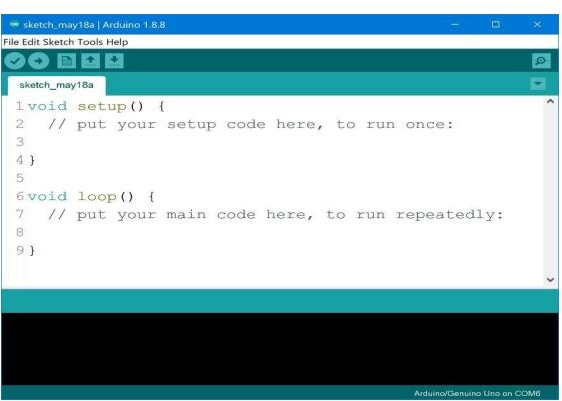 sketch_may18a | Arduino 1.8.8
File Edit Sketch Tools Help
sketch_may18a
1 void setup() {
2   // put your setup code here, to run once:
3
4 }
5
6 void loop() {
7   // put your main code here, to run repeatedly:
8
9 }
Arduino/Genuino Uno on COM6